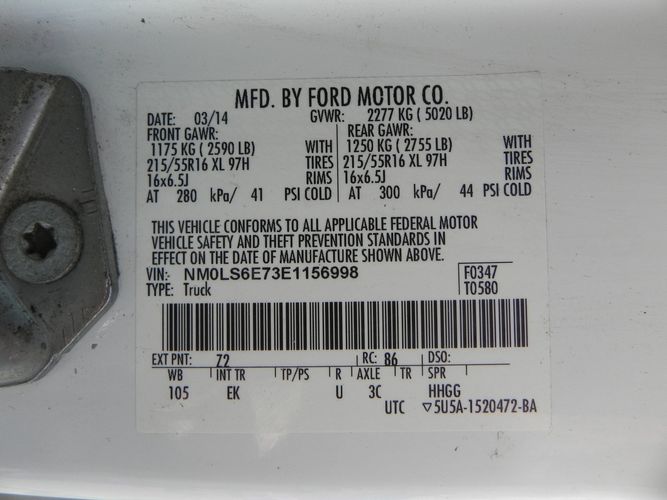 MFD. BY FORD MOTOR CO.
DATE: 03/14 GVWR: 2277 KG ( 5020 LB)
FRONT GAWR: REAR GAWR:
1175 KG ( 2590 LB) WITH 1250 KG ( 2755 LB) WITH
215/55R16 XL 97H TIRES 215/55R16 XL 97H TIRES
16x6.5J RIMS 16x6.5J RIMS
AT 280 kPa/ 41 PSI COLD AT 300 kPa/ 44 PSI COLD
THIS VEHICLE CONFORMS TO ALL APPLICABLE FEDERAL MOTOR
VEHICLE SAFETY AND THEFT PREVENTION STANDARDS IN
EFFECT ON THE DATE OF MANUFACTURE SHOWN ABOVE.
VIN: NM0LS6E73E1156998 F0347
TYPE: Truck T0580
EXT PNT: Z2 RC: 86 DSO:
WB INT TR TP/PS R AXLE TR SPR
105 EK U 3C HHGG
UTC ▽5U5A-1520472-BA